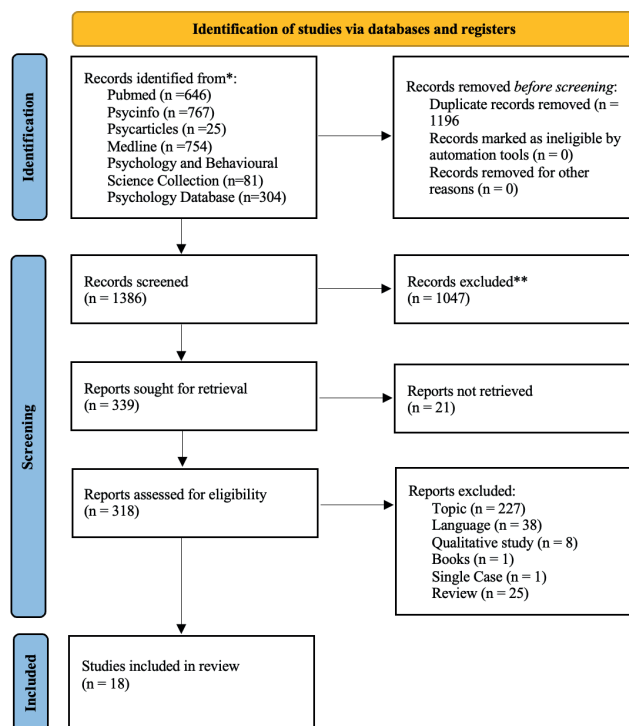 Identification of studies via databases and registers
Identification
Records identified from*:
Pubmed (n =646)
Psycinfo (n =767)
Psycarticles (n =25)
Medline (n =754)
Psychology and Behavioural
Science Collection (n=81)
Psychology Database (n=304)
Records removed before screening:
Duplicate records removed (n =
1196
Records marked as ineligible by
automation tools (n = 0)
Records removed for other
reasons (n = 0)
Screening
Records screened
(n = 1386)
Records excluded**
(n = 1047)
Reports sought for retrieval
(n = 339)
Reports not retrieved
(n = 21)
Reports assessed for eligibility
(n = 318)
Reports excluded:
Topic (n = 227)
Language (n = 38)
Qualitative study (n = 8)
Books (n = 1)
Single Case (n = 1)
Review (n = 25)
Included
Studies included in review
(n = 18)